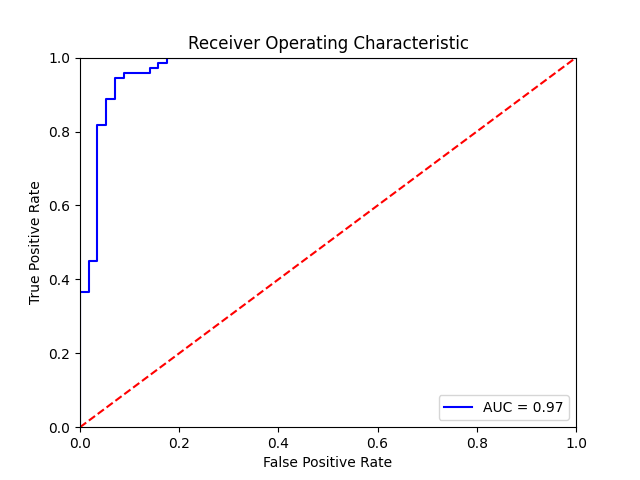 Receiver Operating Characteristic
True Positive Rate
1.0
0.8
0.6
0.4
0.2
0.0
AUC = 0.97
0.0 0.2 0.4 0.6 0.8 1.0
False Positive Rate